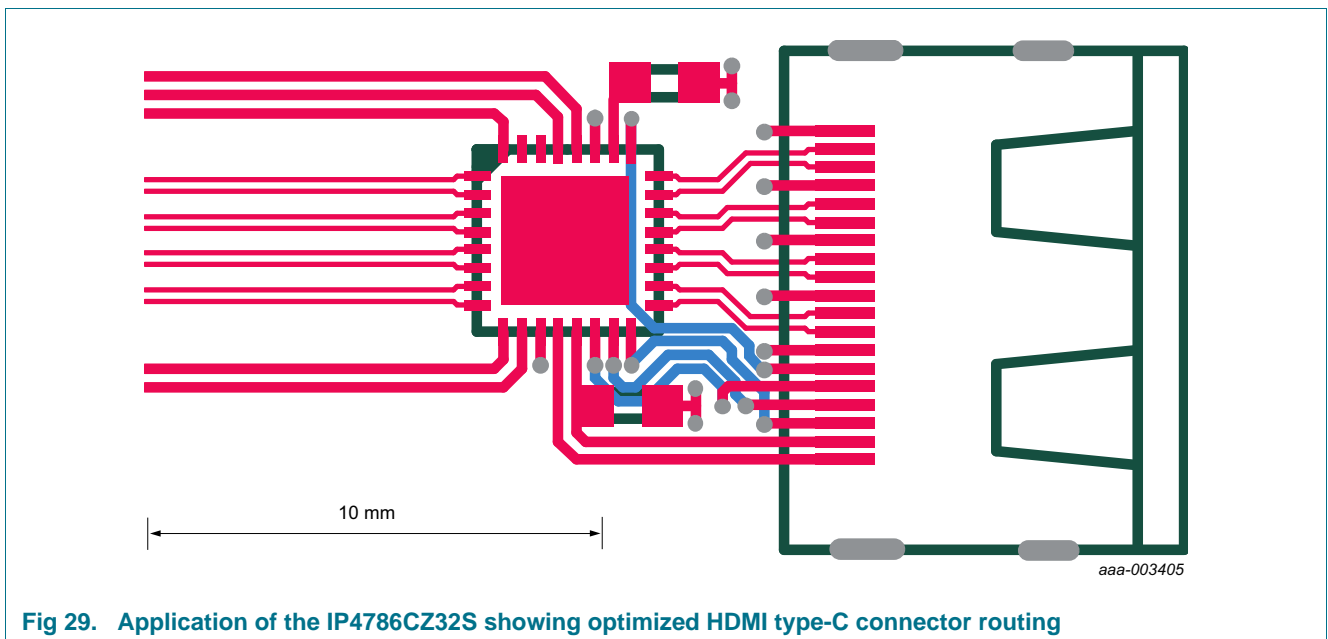 10 mm
aaa-003405
Fig 29. Application of the IP4786CZ32S showing optimized HDMI type-C connector routing